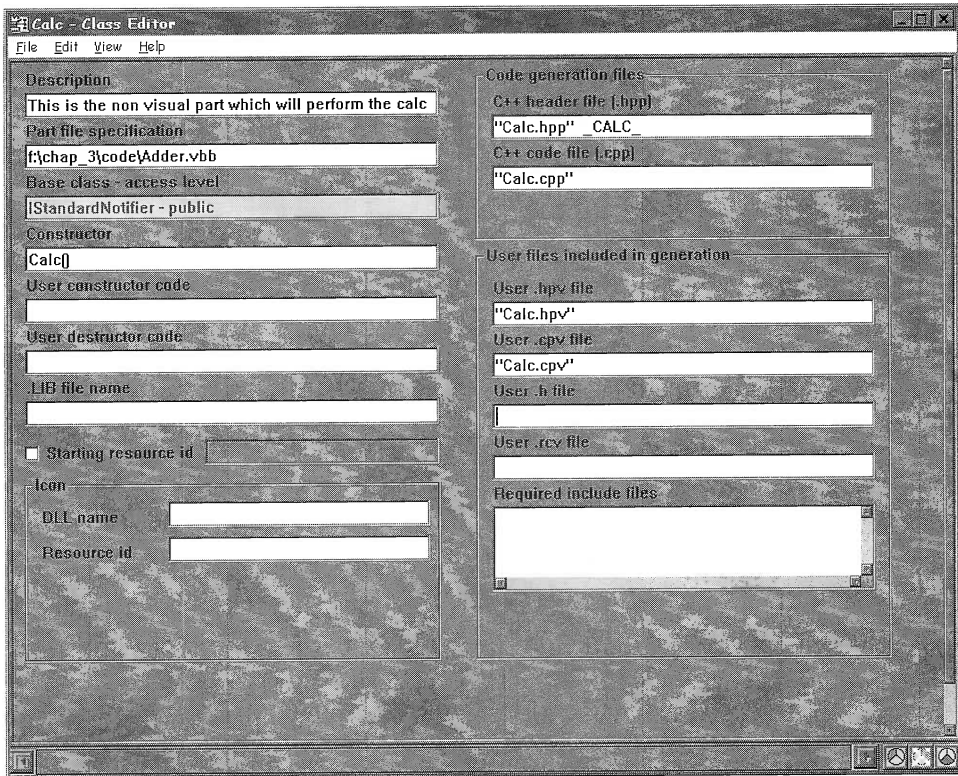 Calc - Class Editor
File Edit View Help
Description
This is the non visual part which will perform the calc
Part file specification
f:\chap_3\code\Adder.vbb
Base class - access level
IStandardNotifier - public
Constructor
Calc()
User constructor code
User destructor code
.LIB file name
Starting resource id
Icon
DLL name
Resource id
Code generation files
C++ header file (.hpp)
"Calc.hpp" _CALC_
C++ code file (.cpp)
"Calc.cpp"
User files included in generation
User .hpv file
"Calc.hpv"
User .cpv file
"Calc.cpv"
User .h file
User .rcv file
Required include files